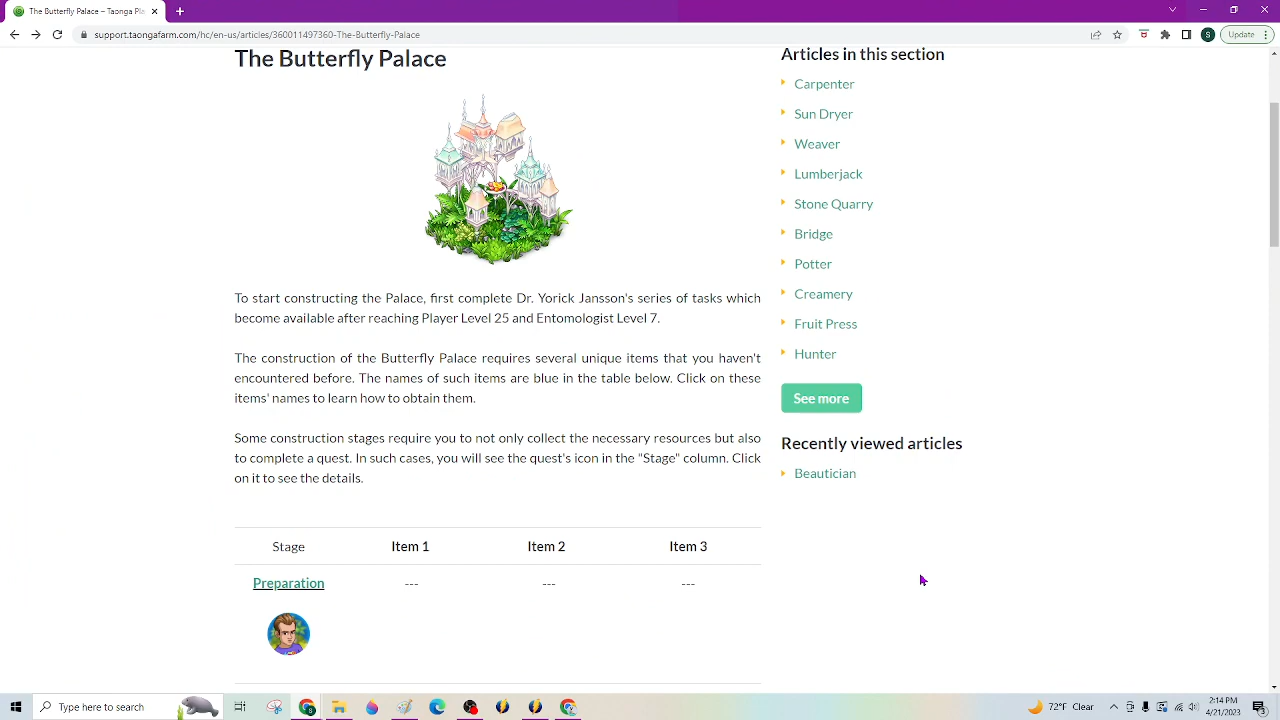 The Butterfly Palace – Taonga Pla
support.taongafarm.com/hc/en-us/articles/360011497360-The-Butterfly-Palace
S
Update
The Butterfly Palace
To start constructing the Palace, first complete Dr. Yorick Jansson's series of tasks which
become available after reaching Player Level 25 and Entomologist Level 7.
The construction of the Butterfly Palace requires several unique items that you haven't
encountered before. The names of such items are blue in the table below. Click on these
items' names to learn how to obtain them.
Some construction stages require you to not only collect the necessary resources but also
to complete a quest. In such cases, you will see the quest's icon in the "Stage" column. Click
on it to see the details.
Stage Item 1 Item 2 Item 3
Preparation --- --- ---
Articles in this section
Carpenter
Sun Dryer
Weaver
Lumberjack
Stone Quarry
Bridge
Potter
Creamery
Fruit Press
Hunter
See more
Recently viewed articles
Beautician
Type here to search
72°F Clear
2:14 PM
4/21/2023